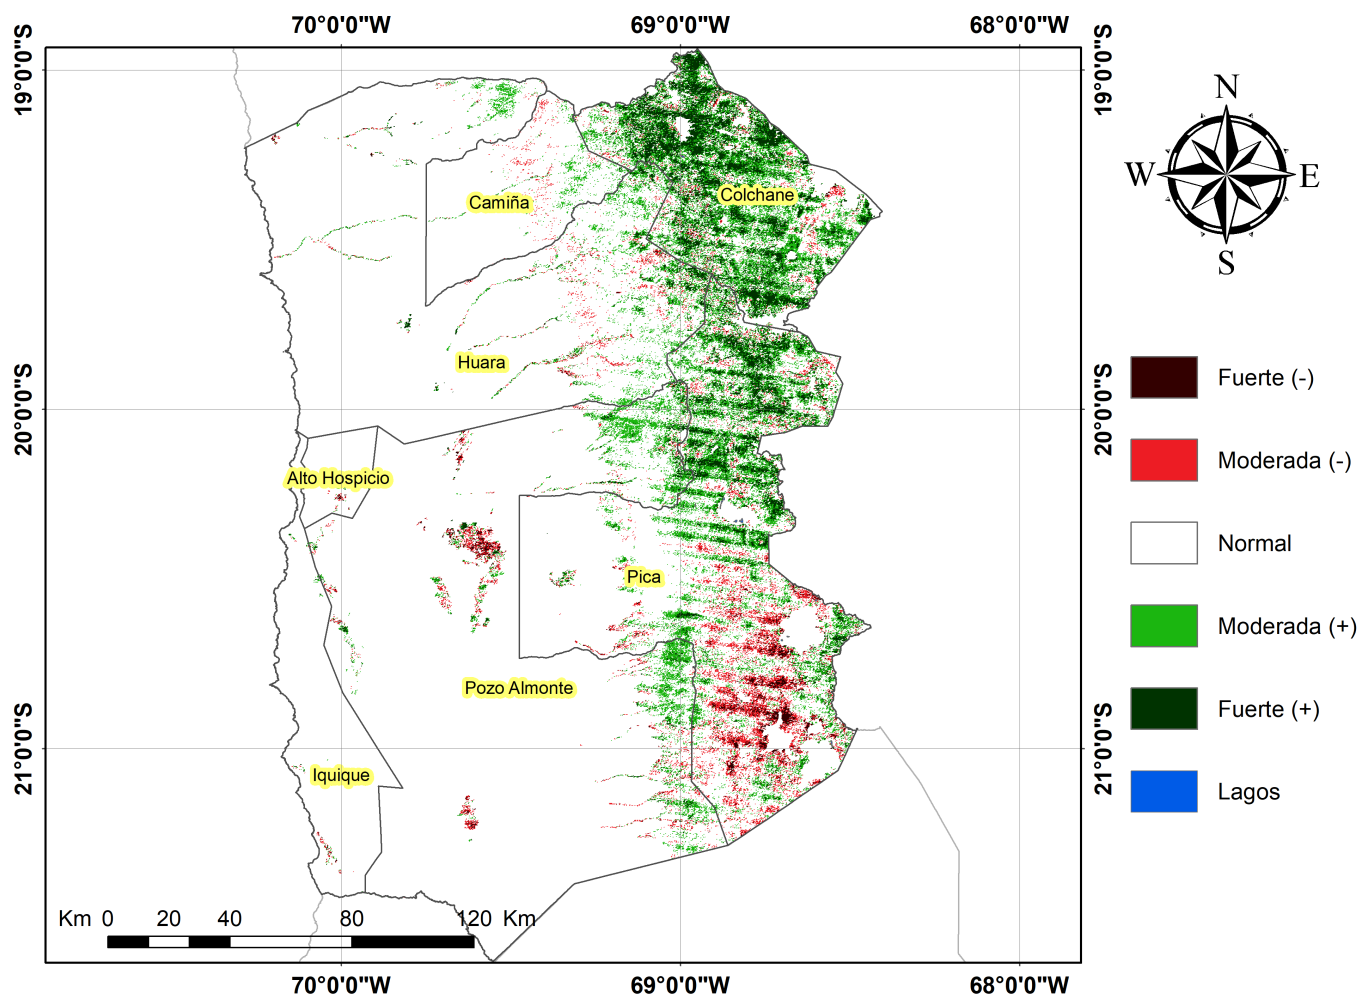 70°0'0"W 69°0'0"W 68°0'0"W
19°0'0"S 19°0'0"S
N
W E
S
Colchane
Camiña
Huara
Fuerte (-)
20°0'0"S 20°0'0"S
Moderada (-)
Alto Hospicio
Normal
Pica
Moderada (+)
Pozo Almonte
Fuerte (+)
21°0'0"S 21°0'0"S
Iquique
Lagos
Km 0 20 40 80 120 Km
70°0'0"W 69°0'0"W 68°0'0"W